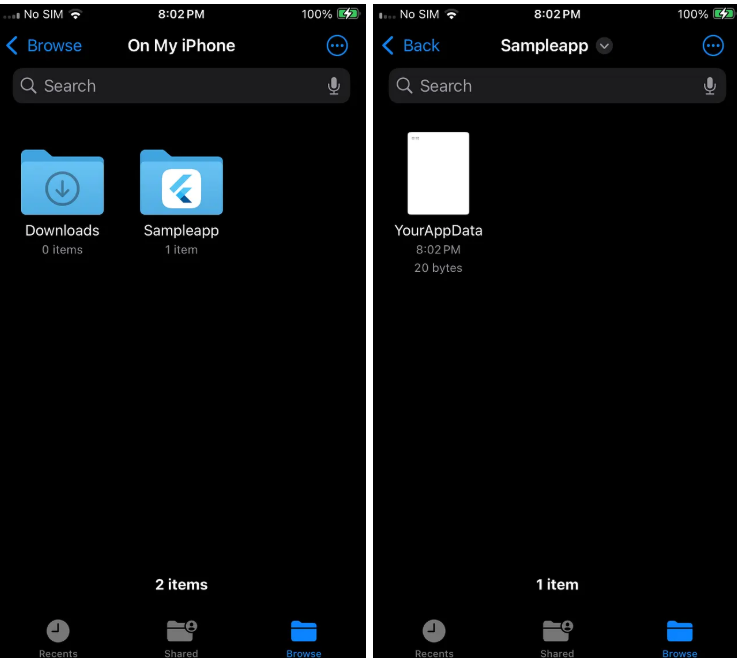 No SIM 8:02 PM 100%
Browse On My iPhone
Search
Downloads
0 items
Sampleapp
1 item
2 items
Recents Shared Browse
No SIM 8:02 PM 100%
Back Sampleapp
Search
YourAppData
8:02 PM
20 bytes
1 item
Recents Shared Browse